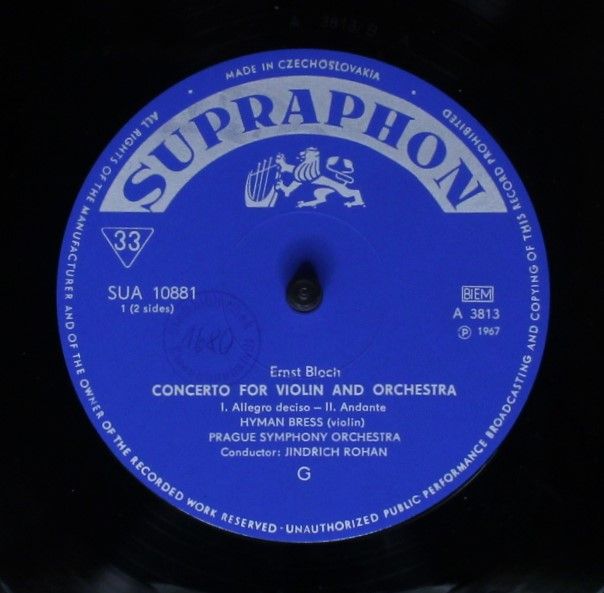 A 3813 B
MADE IN CZECHOSLOVAKIA
SUPRAPHON
ALL RIGHTS OF THE MANUFACTURER AND OF THE OWNER OF THE RECORDED WORK RESERVED - UNAUTHORIZED PUBLIC PERFORMANCE BROADCASTING AND COPYING OF THIS RECORD PROHIBITED
33
SUA 10881
1 (2 sides)
BIEM
A 3813
Ⓟ 1967
1680
Ernst Bloch
CONCERTO FOR VIOLIN AND ORCHESTRA
I. Allegro deciso – II. Andante
HYMAN BRESS (violin)
PRAGUE SYMPHONY ORCHESTRA
Conductor: JINDRICH ROHAN
G